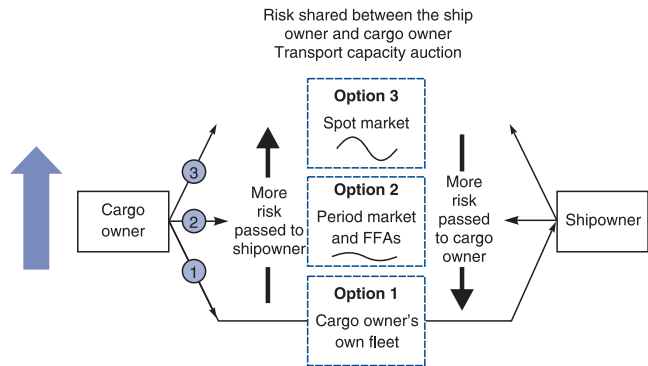 Risk shared between the ship
owner and cargo owner
Transport capacity auction
Option 3
Spot market
3
More
risk
passed to
shipowner
Option 2
Period market
and FFAs
More
risk
passed
to cargo
owner
Cargo
owner
2
Shipowner
1
Option 1
Cargo owner's
own fleet